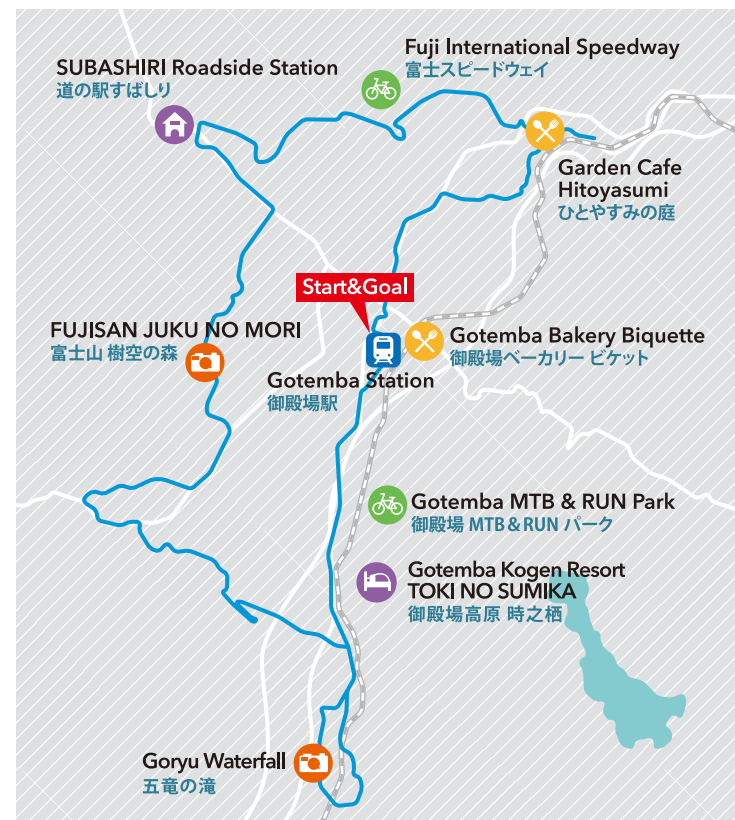 Fuji International Speedway
富士スピードウェイ
SUBASHIRI Roadside Station
道の駅すばしり
Garden Cafe
Hitoyasumi
ひとやすみの庭
Start&Goal
FUJISAN JUKU NO MORI
富士山 樹空の森
Gotemba Bakery Biquette
御殿場ベーカリー ビケット
Gotemba Station
御殿場駅
Gotemba MTB & RUN Park
御殿場 MTB&RUN パーク
Gotemba Kogen Resort
TOKI NO SUMIKA
御殿場高原 時之栖
Goryu Waterfall
五竜の滝